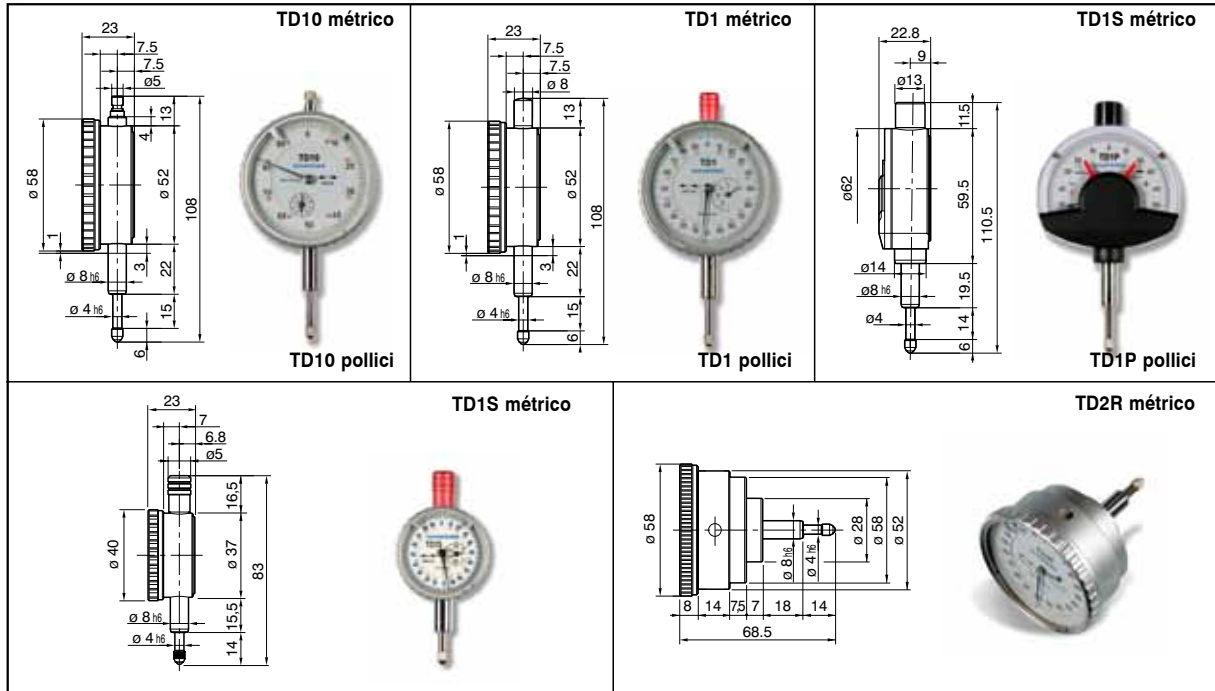 TD10 métrico
23
7.5
7.5
ø5
13
4
ø 58
ø 52
108
1
3
22
ø 8 h6
15
ø 4 h6
6
TD10
TD10 pollici
TD1 métrico
23
7.5
7.5
ø 8
13
ø 58
ø 52
108
1
3
22
ø 8 h6
15
ø 4 h6
6
TD1
TD1 pollici
TD1S métrico
22.8
9
ø13
11.5
ø62
59.5
110.5
ø14
ø8 h6
19.5
ø4
14
6
TD1P
TD1P pollici
TD1S métrico
23
7
6.8
ø5
16,5
ø 40
ø 37
83
15,5
ø 8 h6
ø 4 h6
14
TD2R métrico
ø 58
ø 8 h6
ø 4 h6
ø 28
ø 58
ø 52
8 14 7,5 7 18 14
68.5